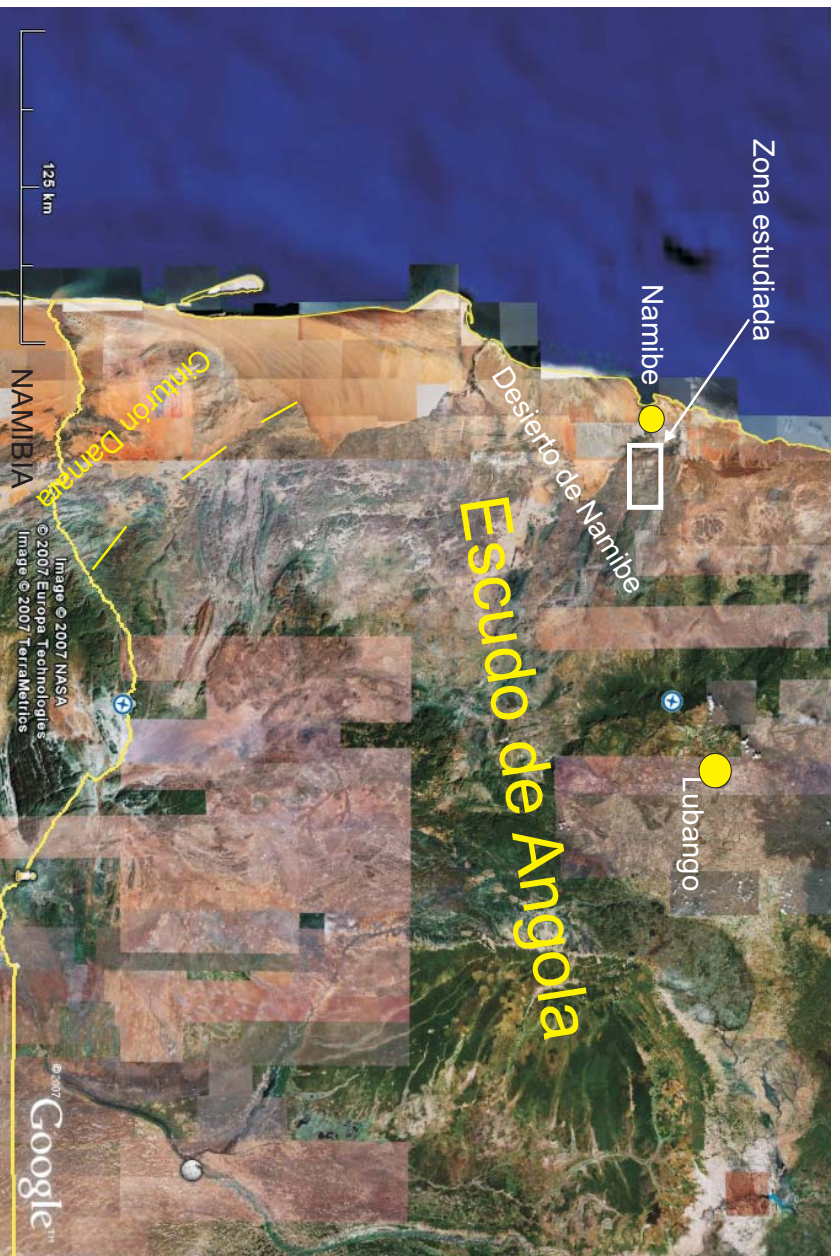 Zona estudiada
Namibe
Desierto de Namibe
Lubango
Escudo de Angola
Cinturón Damara
125 km
NAMIBIA
Image © 2007 NASA
© 2007 Europa Technologies
Image © 2007 TerraMetrics
© 2007
Google™